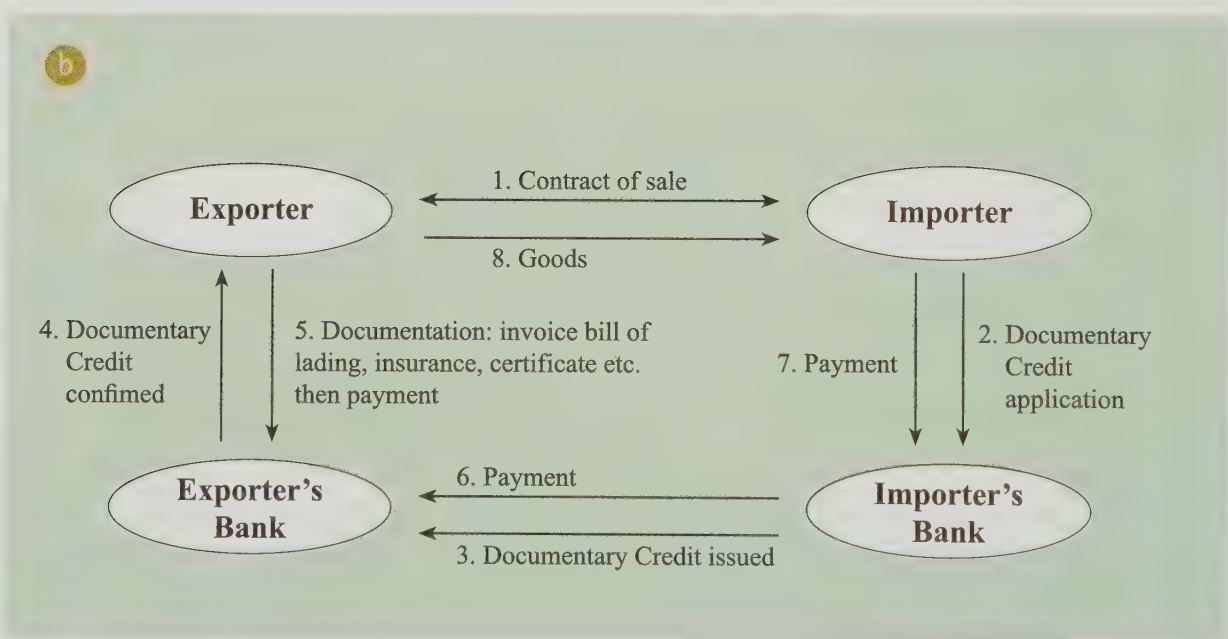 b
1. Contract of sale
Exporter
Importer
8. Goods
4. Documentary
Credit
confimed
5. Documentation: invoice bill of
lading, insurance, certificate etc.
then payment
7. Payment
2. Documentary
Credit
application
6. Payment
Exporter's
Bank
Importer's
Bank
3. Documentary Credit issued